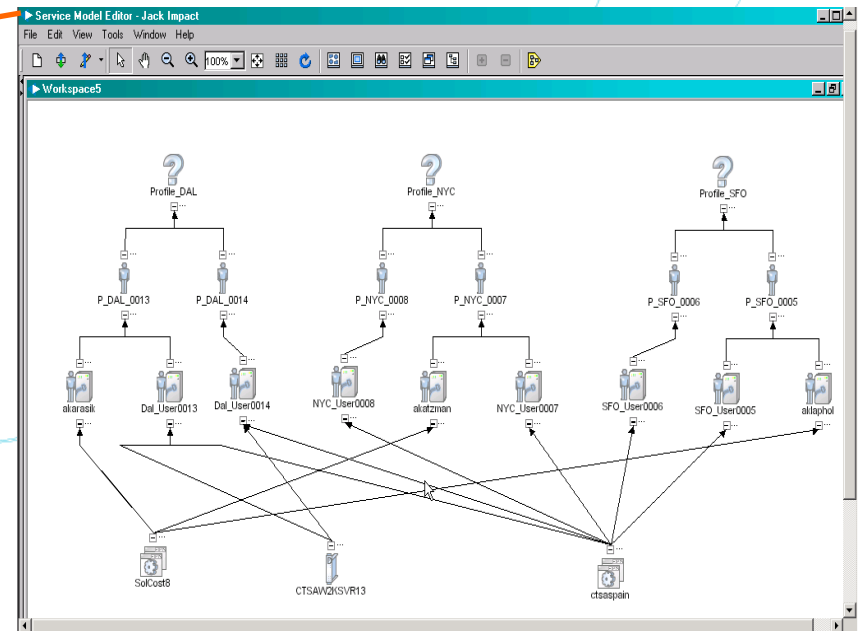 Service Model Editor - Jack Impact
File Edit View Tools Window Help
100%
Workspace5
Profile_DAL Profile_NYC Profile_SFO
P_DAL_0013 P_DAL_0014 P_NYC_0008 P_NYC_0007 P_SFO_0006 P_SFO_0005
akarasik Dal_User0013 Dal_User0014 NYC_User0008 akatzman NYC_User0007 SFO_User0006 SFO_User0005 aklaphol
SolCost8 CTSAW2KSVR13 ctsaspain